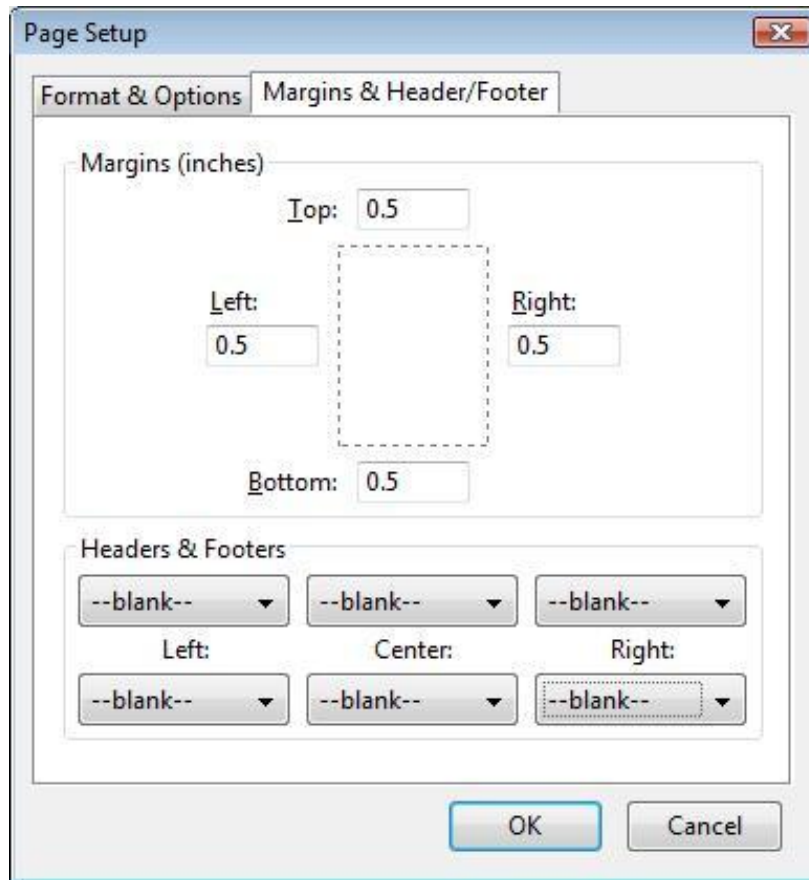 Page Setup
Format & Options Margins & Header/Footer
Margins (inches)
Top: 0.5
Left: Right:
0.5 0.5
Bottom: 0.5
Headers & Footers
--blank-- --blank-- --blank--
Left: Center: Right:
--blank-- --blank-- --blank--
OK Cancel